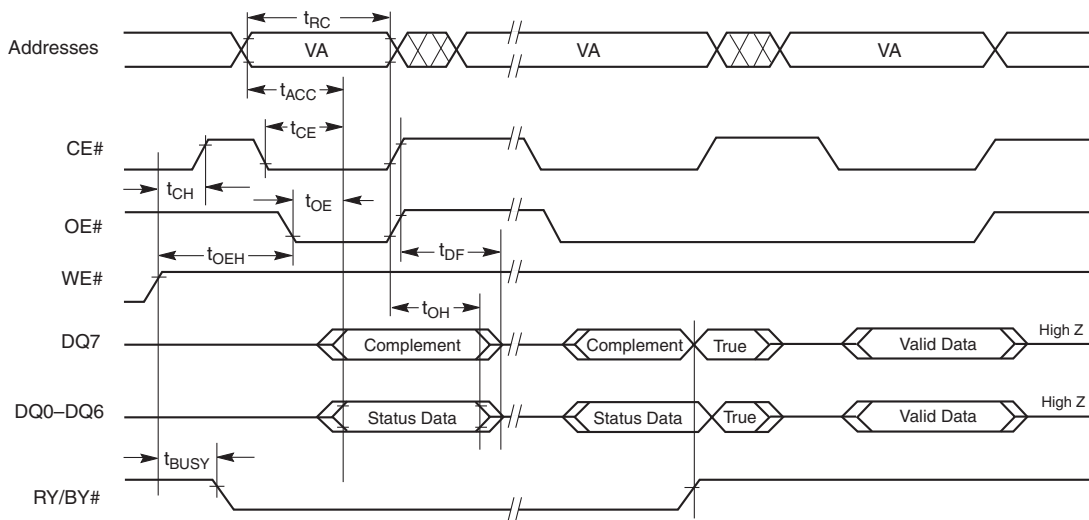 tRC
Addresses VA VA VA
tACC
tCE
CE#
tCH tOE
OE#
tOEH tDF
WE#
tOH
DQ7 Complement Complement True Valid Data High Z
DQ0–DQ6 Status Data Status Data True Valid Data High Z
tBUSY
RY/BY#